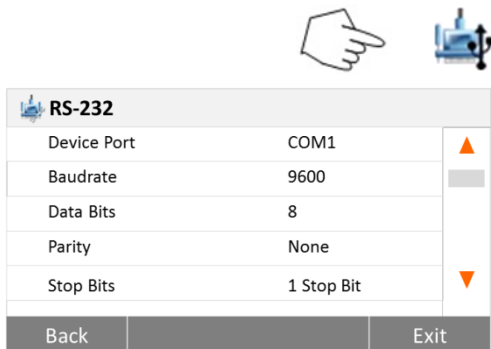 RS-232
Device Port COM1
Baudrate 9600
Data Bits 8
Parity None
Stop Bits 1 Stop Bit
Back Exit